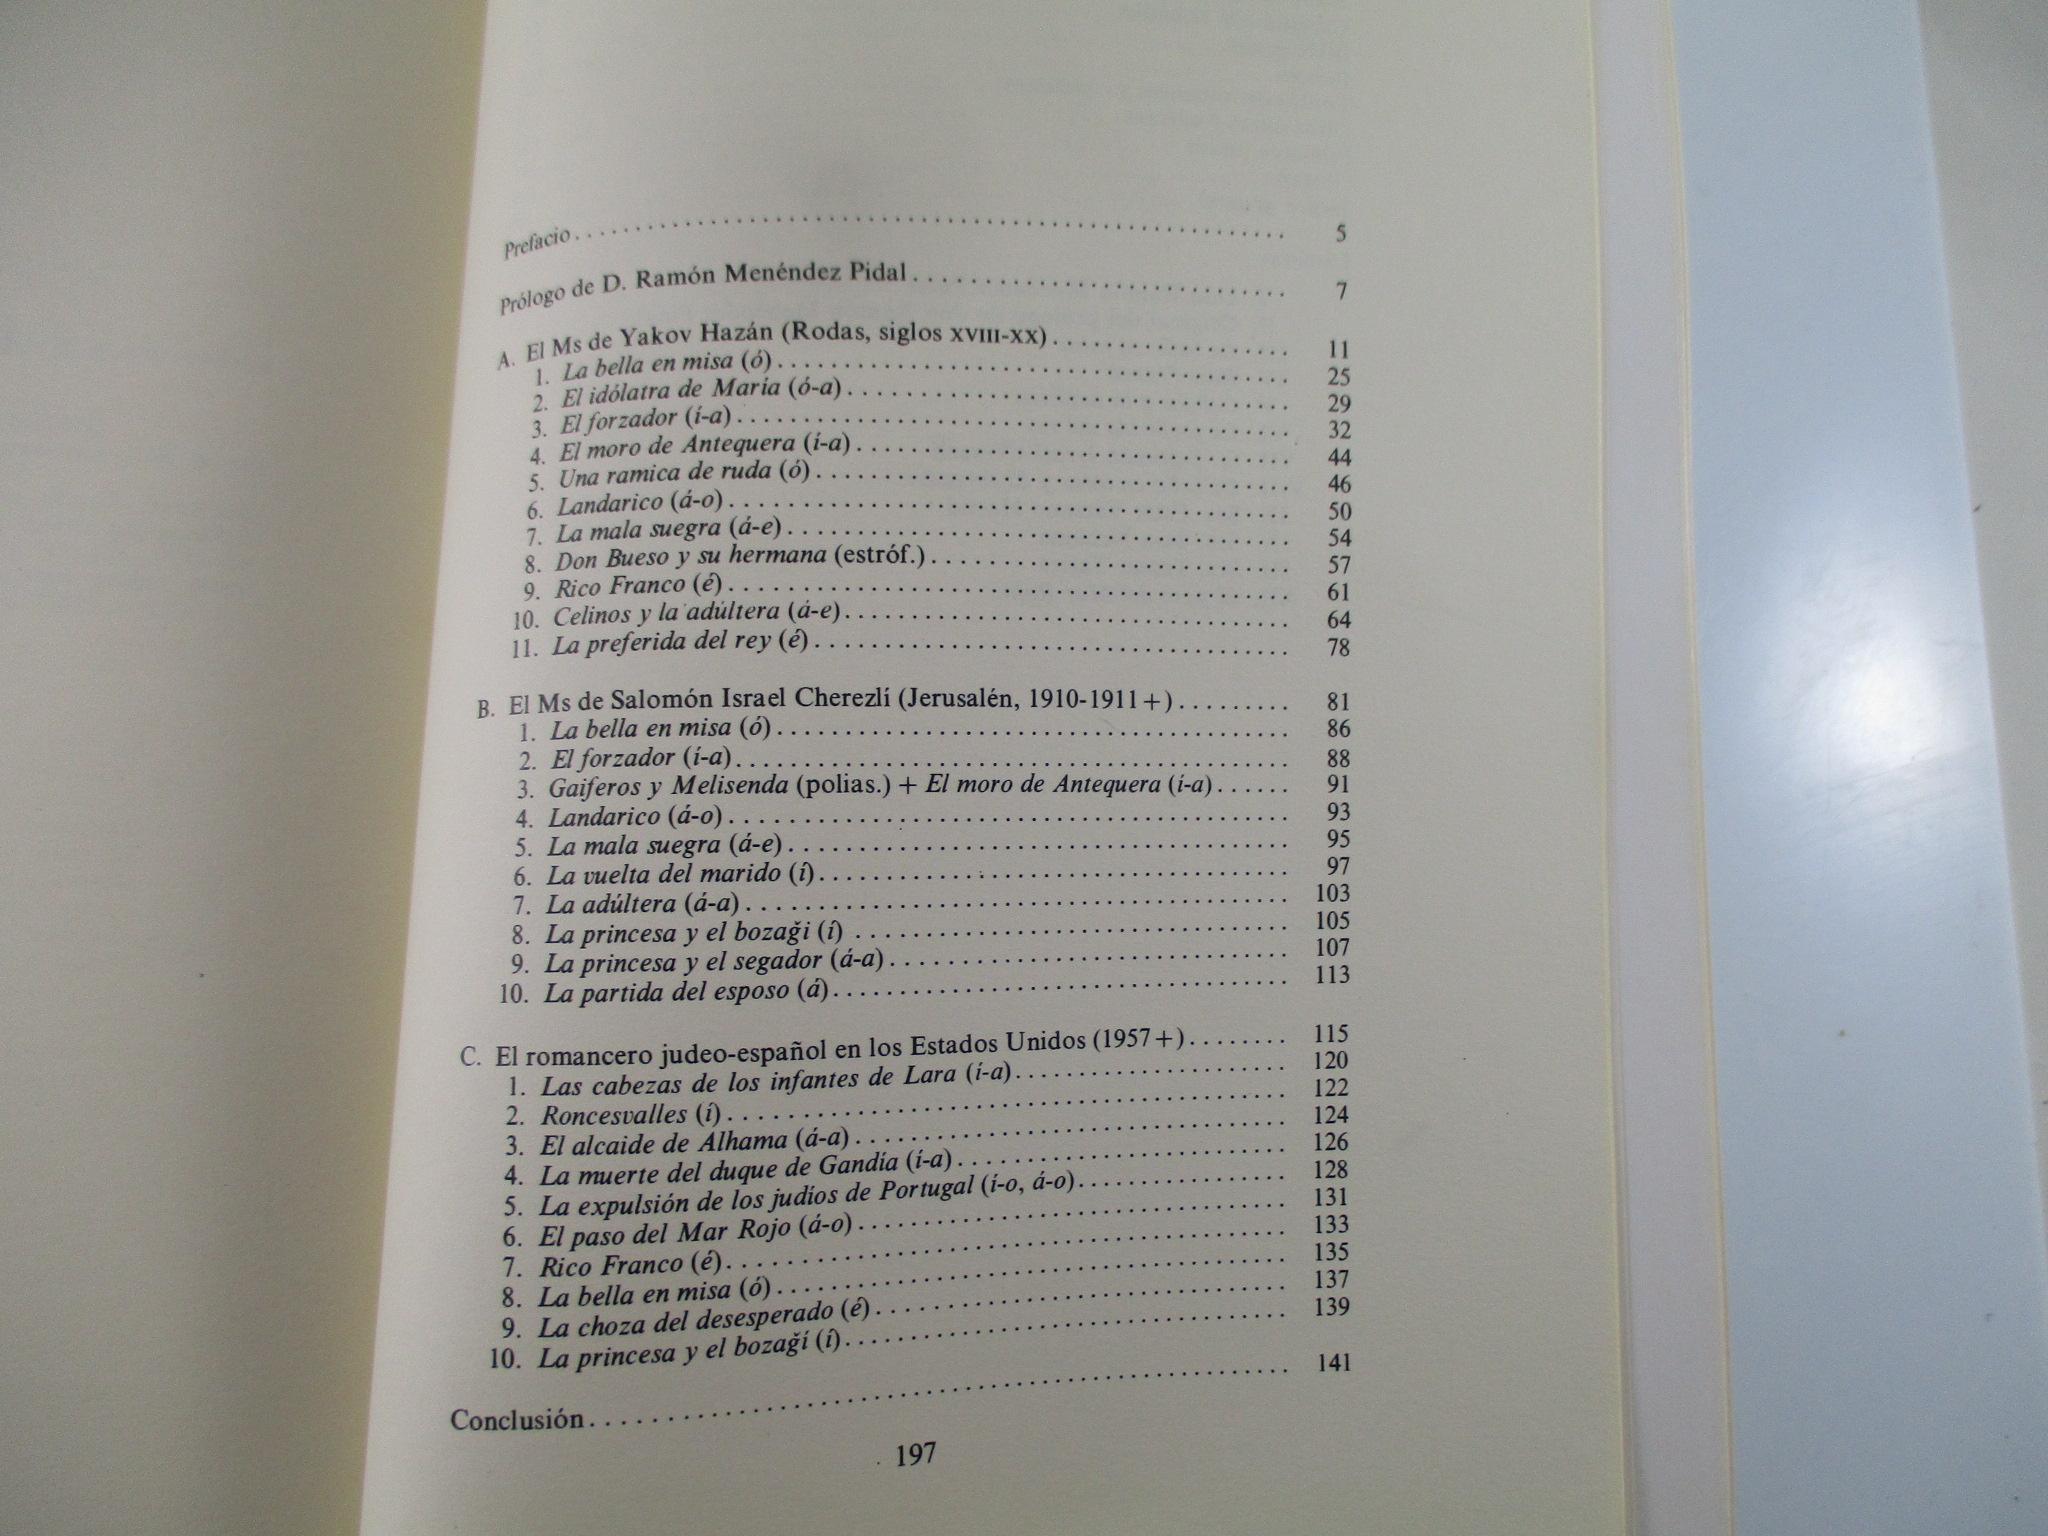 Prefacio 5
Prólogo de D. Ramón Menéndez Pidal 7
A. El Ms de Yakov Hazán (Rodas, siglos XVIII-XX) 11
1. La bella en misa (ó) 25
2. El idólatra de María (ó-a) 29
3. El forzador (í-a) 32
4. El moro de Antequera (í-a) 44
5. Una ramica de ruda (ó) 46
6. Landarico (á-o) 50
7. La mala suegra (á-e) 54
8. Don Bueso y su hermana (estróf.) 57
9. Rico Franco (é) 61
10. Celinos y la adúltera (á-e) 64
11. La preferida del rey (é) 78
B. El Ms de Salomón Israel Cherezlí (Jerusalén, 1910-1911+) 81
1. La bella en misa (ó) 86
2. El forzador (í-a) 88
3. Gaiferos y Melisenda (polias.) + El moro de Antequera (í-a) 91
4. Landarico (á-o) 93
5. La mala suegra (á-e) 95
6. La vuelta del marido (í) 97
7. La adúltera (á-a) 103
8. La princesa y el bozaği (í) 105
9. La princesa y el segador (á-a) 107
10. La partida del esposo (á) 113
C. El romancero judeo-español en los Estados Unidos (1957+) 115
1. Las cabezas de los infantes de Lara (í-a) 120
2. Roncesvalles (í) 122
3. El alcaide de Alhama (á-a) 124
4. La muerte del duque de Gandía (í-a) 126
5. La expulsión de los judíos de Portugal (í-o, á-o) 128
6. El paso del Mar Rojo (á-o) 131
7. Rico Franco (é) 133
8. La bella en misa (ó) 135
9. La choza del desesperado (é) 137
10. La princesa y el bozağí (í) 139
Conclusión 141
197